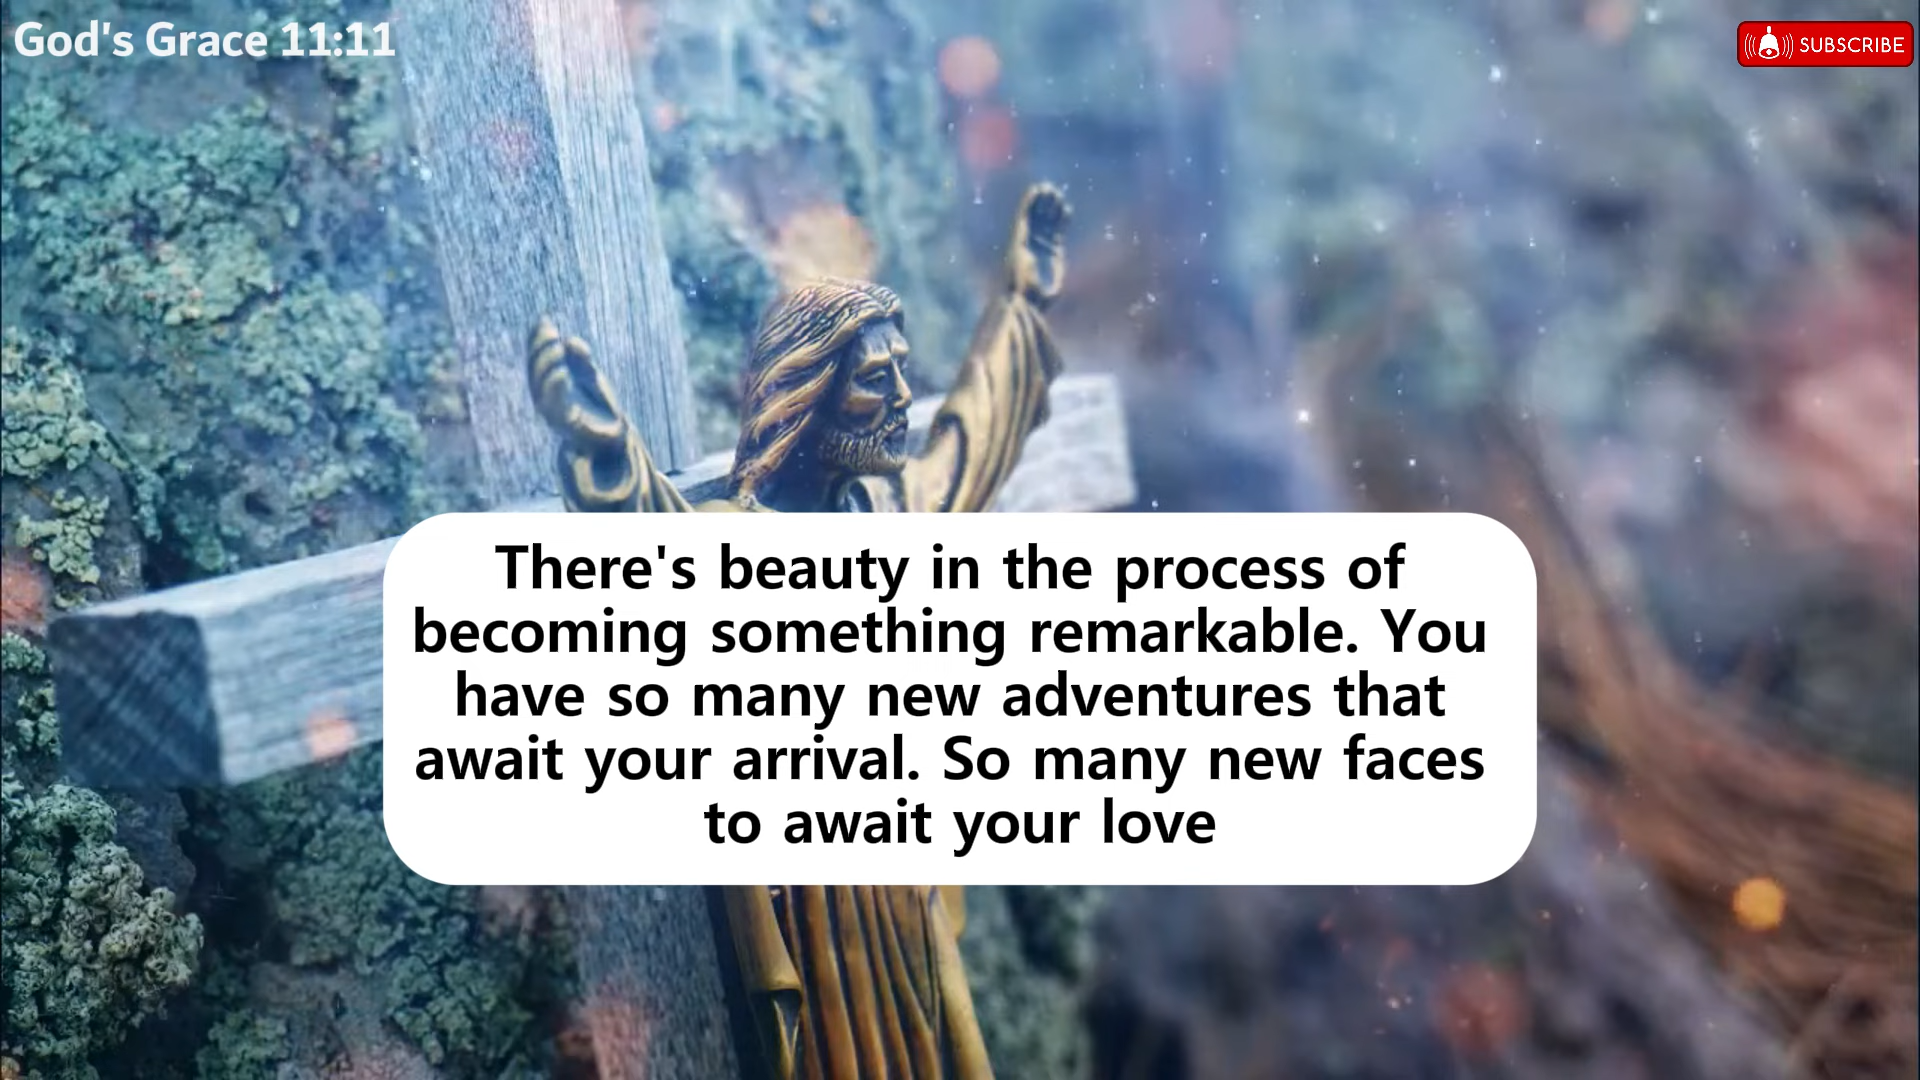 God's Grace 11:11
SUBSCRIBE
There's beauty in the process of
becoming something remarkable. You
have so many new adventures that
await your arrival. So many new faces
to await your love